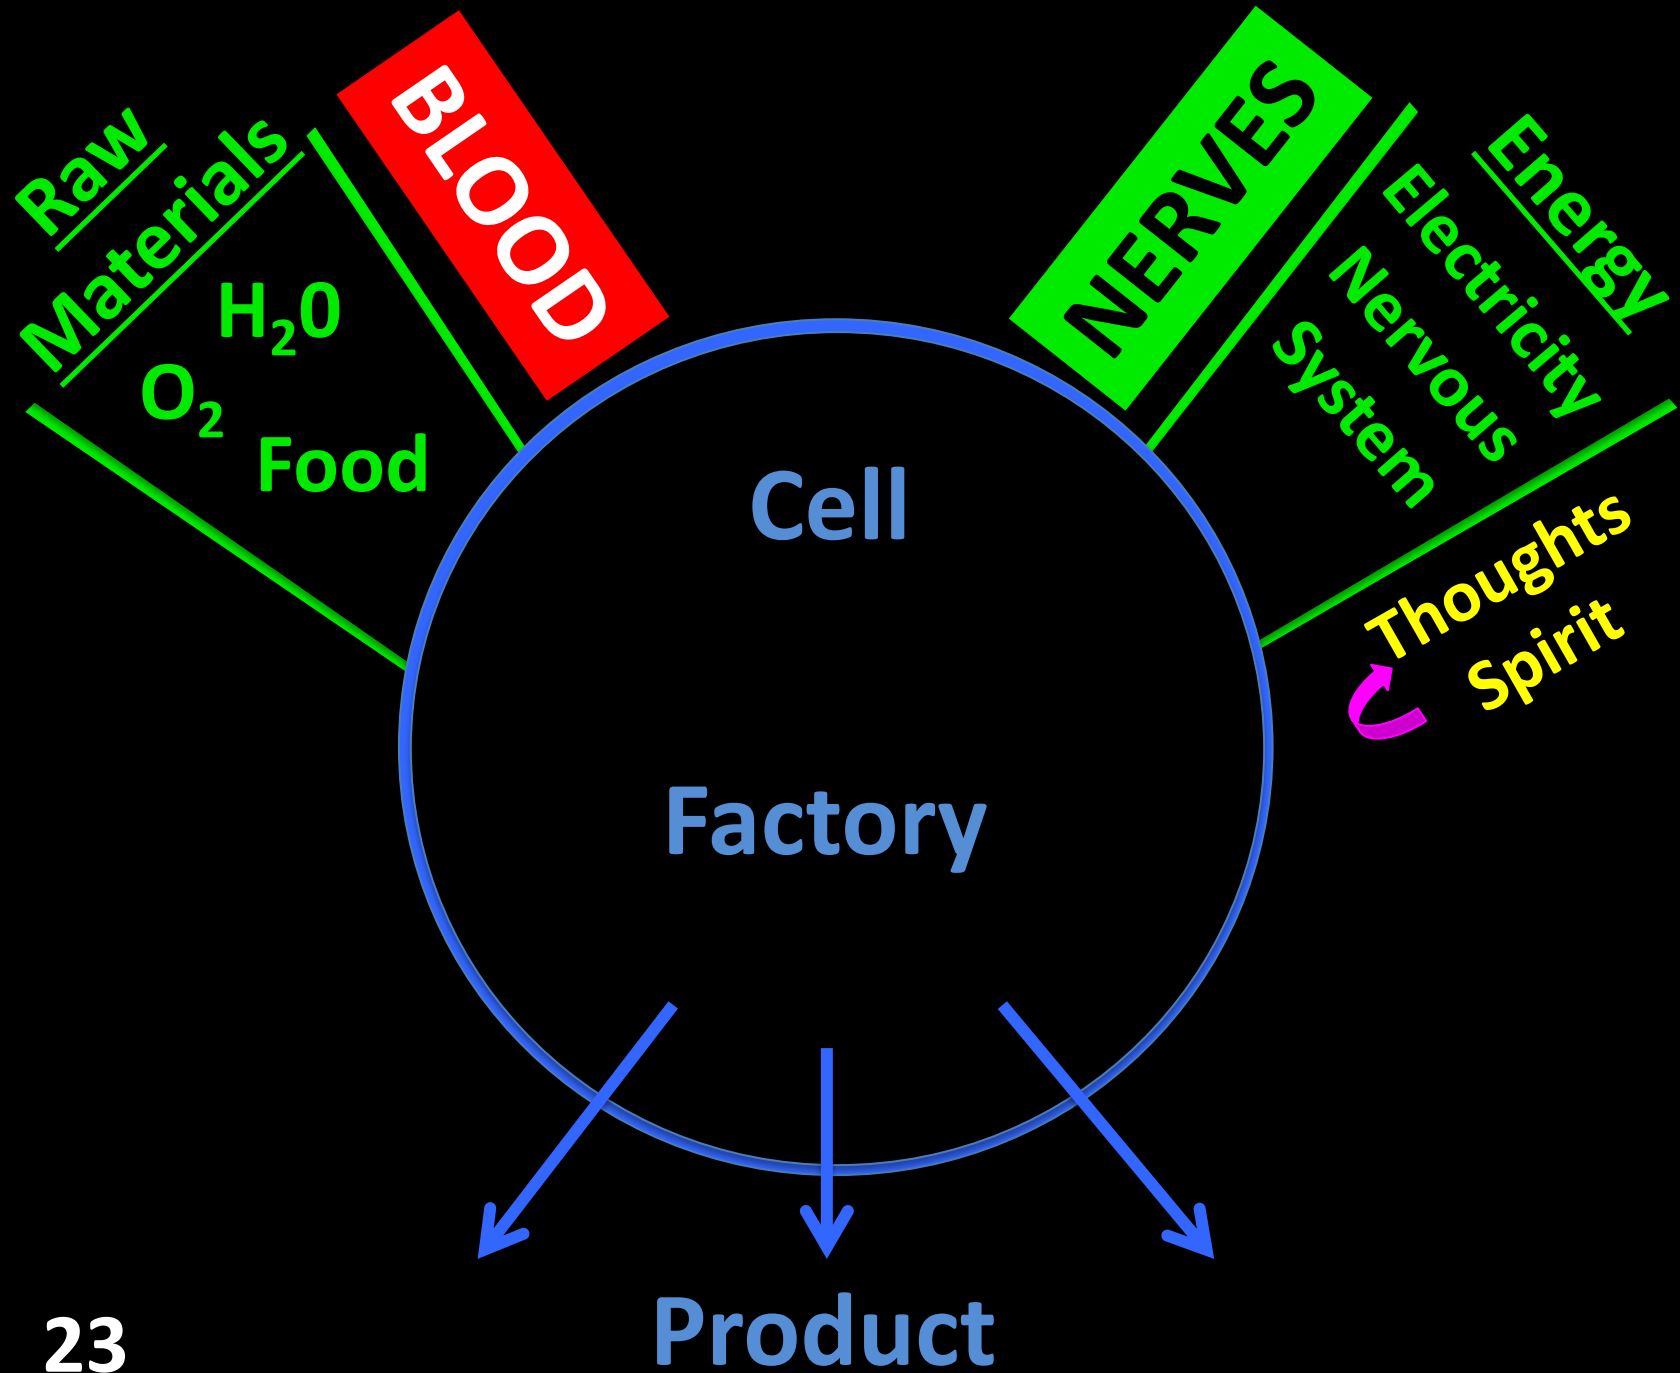 Raw
Materials
H₂0
O₂
Food
BLOOD
NERVES
Energy
Electricity
Nervous
System
Thoughts
Spirit
Cell
Factory
Product
23